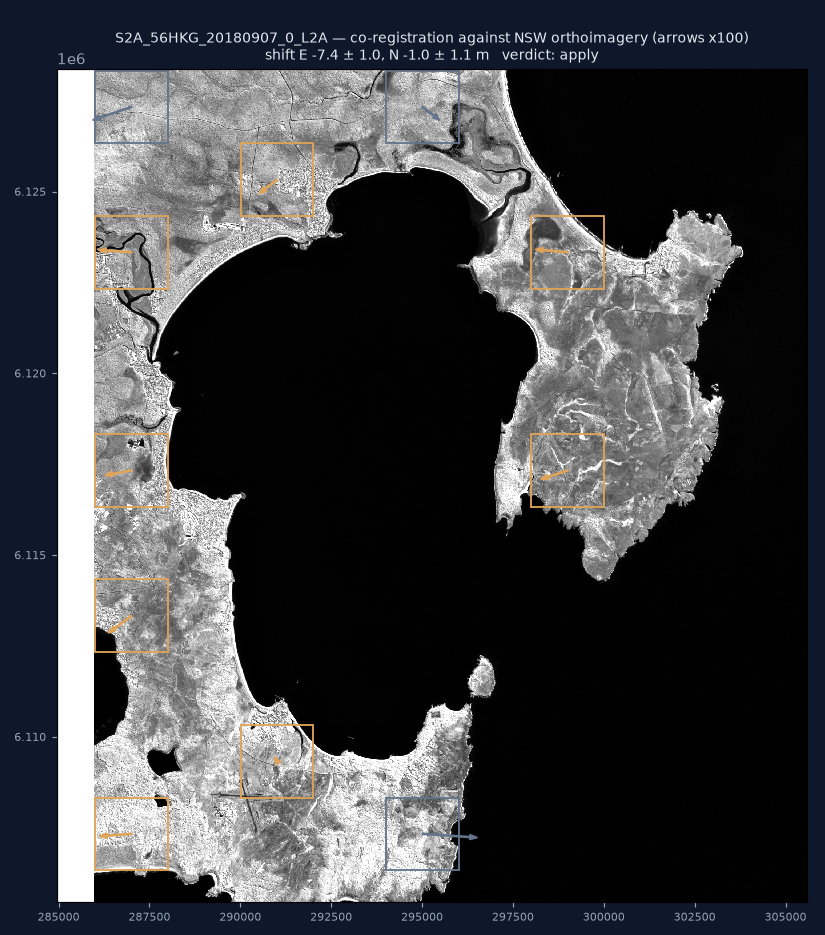 S2A_56HKG_20180907_0_L2A — co-registration against NSW orthoimagery (arrows x100)
shift E -7.4 ± 1.0, N -1.0 ± 1.1 m   verdict: apply
1e6
6.125
6.120
6.115
6.110
285000 287500 290000 292500 295000 297500 300000 302500 305000